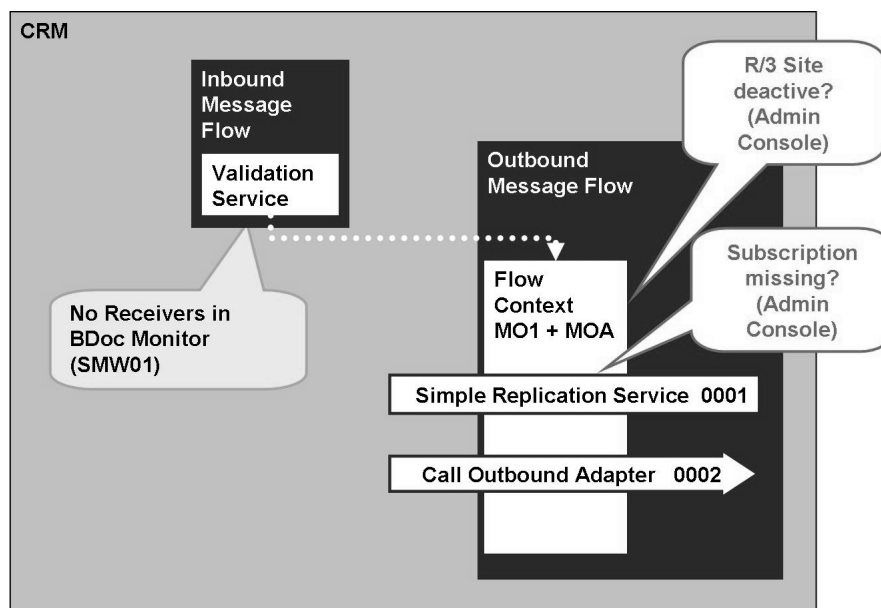 CRM
Inbound
Message
Flow
Validation
Service
No Receivers in
BDoc Monitor
(SMW01)
Outbound
Message Flow
R/3 Site
deactive?
(Admin
Console)
Subscription
missing?
(Admin
Console)
Flow
Context
MO1 + MOA
Simple Replication Service 0001
Call Outbound Adapter 0002